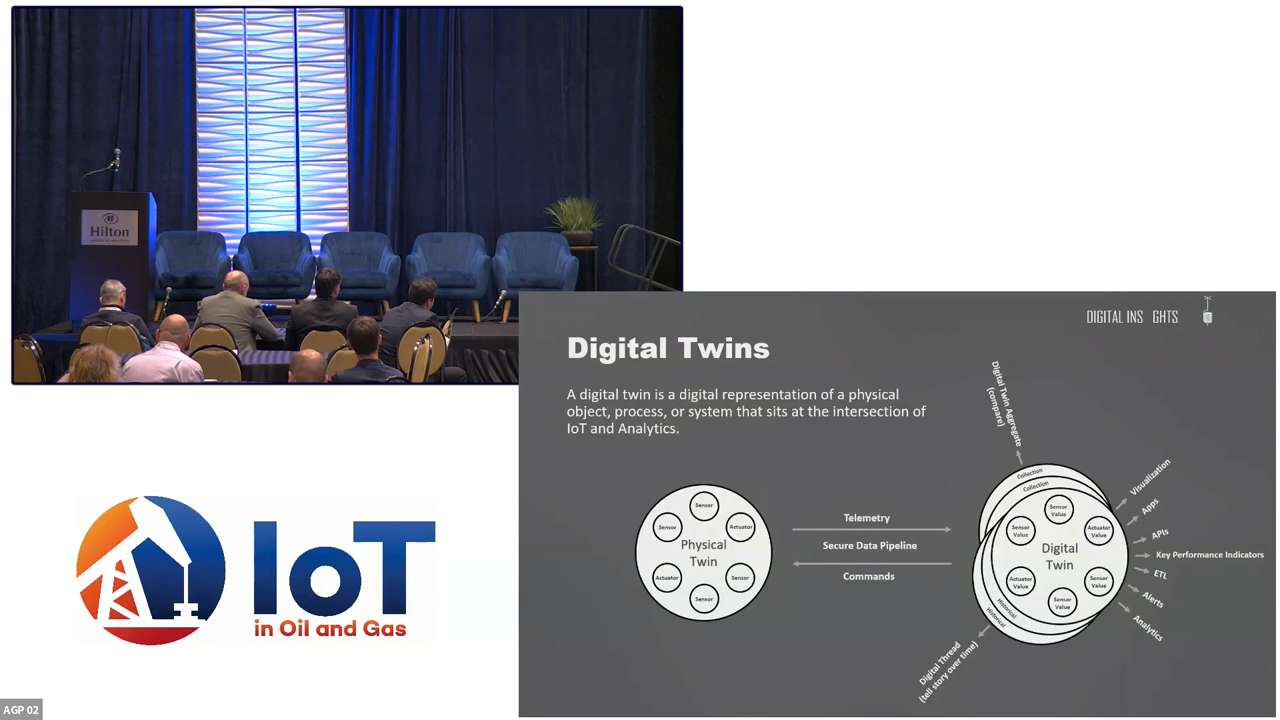 Hilton
DIGITAL INS GHTS
Digital Twins
A digital twin is a digital representation of a physical
object, process, or system that sits at the intersection of
IoT and Analytics.
Digital Twin Aggregate
(compare)
Collection
Collection
Sensor
Sensor
Actuator
Physical
Twin
Actuator
Sensor
Sensor
Telemetry
Secure Data Pipeline
Commands
Sensor
Value
Sensor
Value
Actuator
Value
Digital
Twin
Actuator
Value
Sensor
Value
Sensor
Value
Historical
Historical
Visualization
Apps
APIs
Key Performance Indicators
ETL
Alerts
Analytics
Digital Thread
(tell story over time)
IoT
in Oil and Gas
AGP 02